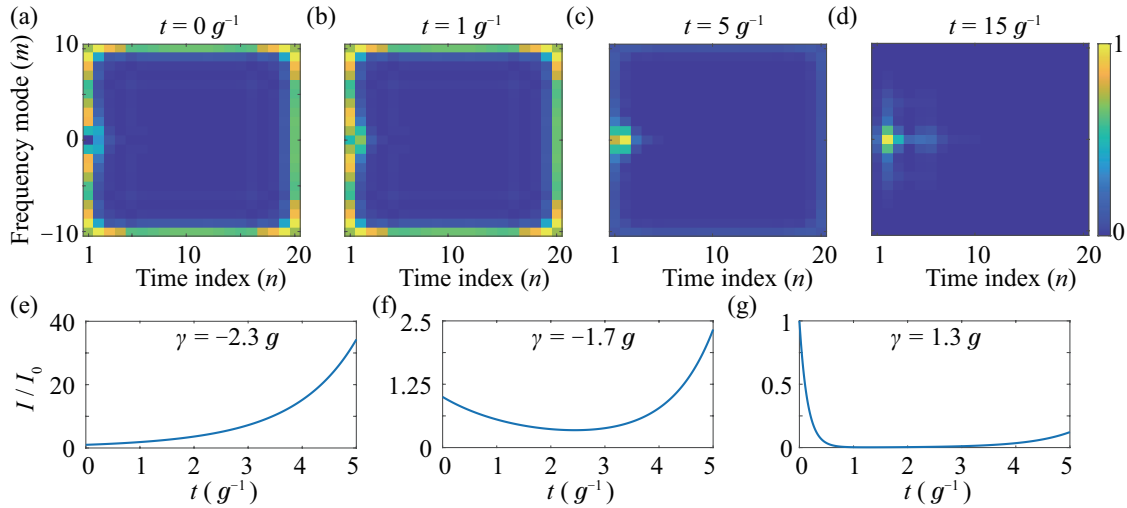 (a) t = 0 g⁻¹
(b) t = 1 g⁻¹
(c) t = 5 g⁻¹
(d) t = 15 g⁻¹
Frequency mode (m)
10
0
−10
1 10 20
Time index (n)
1 10 20
Time index (n)
1 10 20
Time index (n)
1 10 20
Time index (n)
1
0
(e) γ = −2.3 g
I / I₀
40
20
0
0 1 2 3 4 5
t ( g⁻¹)
(f) γ = −1.7 g
2.5
1.25
0
0 1 2 3 4 5
t ( g⁻¹)
(g) γ = 1.3 g
1
0.5
0
0 1 2 3 4 5
t ( g⁻¹)